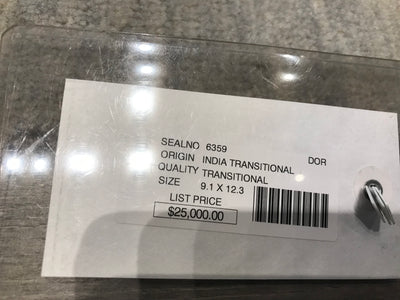 SEALNO 6359 DOR
ORIGIN INDIA TRANSITIONAL
QUALITY TRANSITIONAL
SIZE 9.1 X 12.3
LIST PRICE
$25,000.00